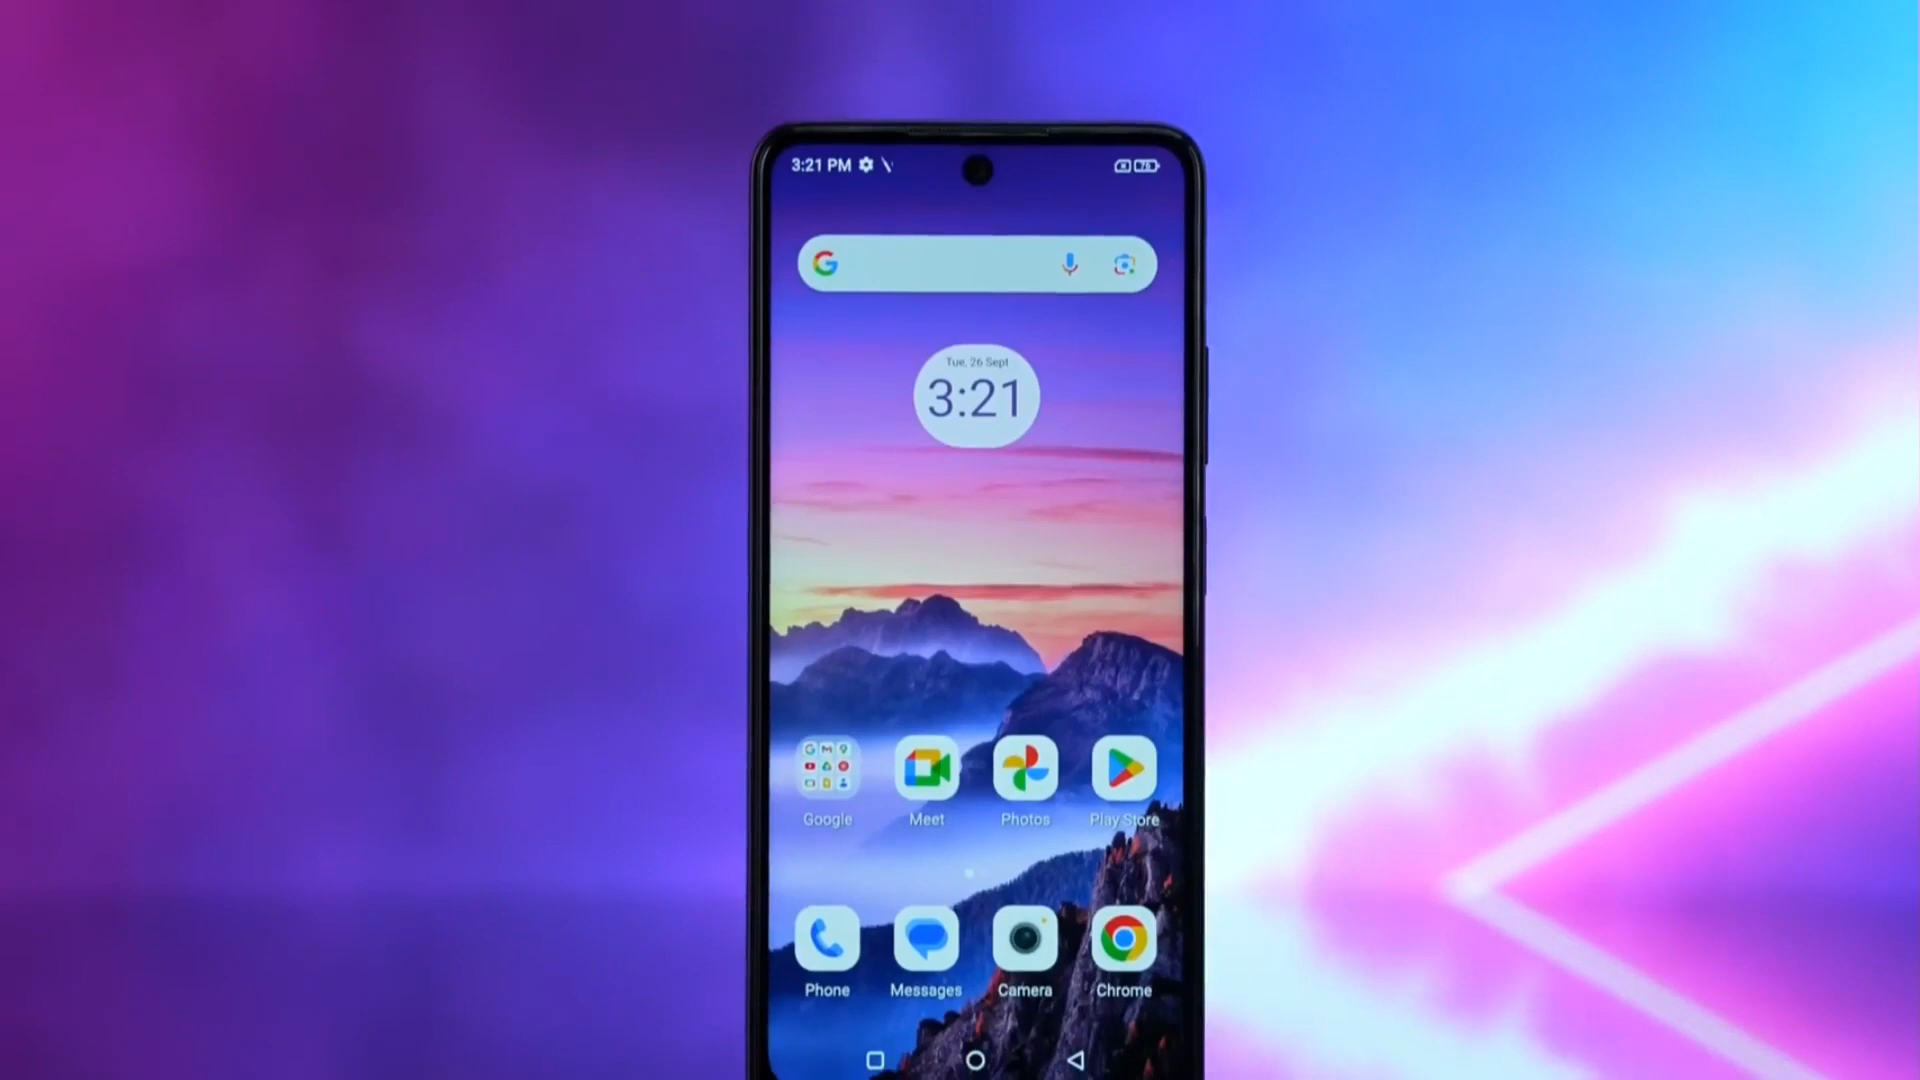 3:21 PM
Tue, 26 Sept
3:21
Google
Meet
Photos
Play Store
Phone
Messages
Camera
Chrome